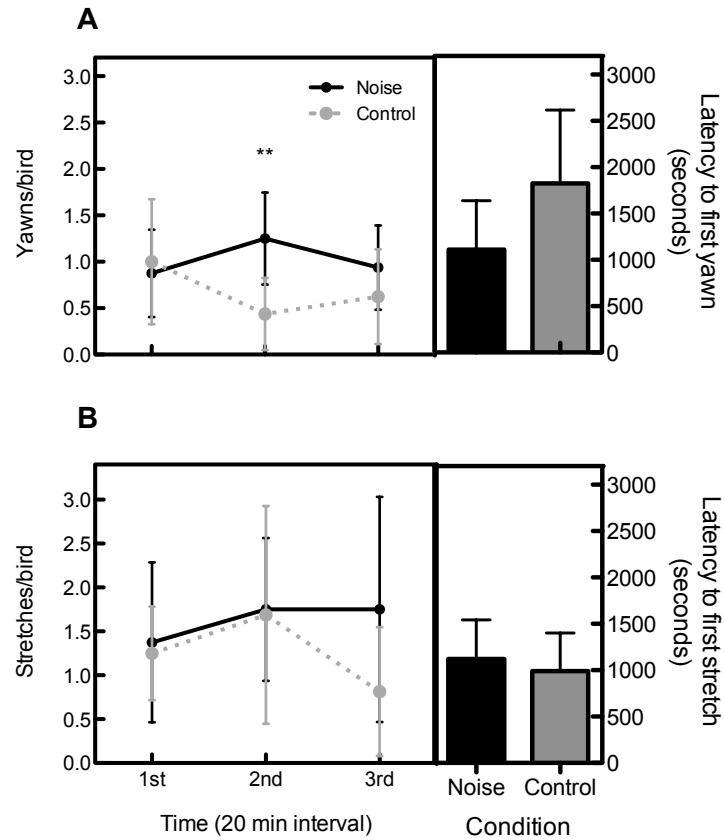 A
Yawns/bird
3.0
2.5
2.0
1.5
1.0
0.5
0.0
Noise
Control
**
3000
2500
2000
1500
1000
500
0
Latency to first yawn
(seconds)
B
Stretches/bird
3.0
2.5
2.0
1.5
1.0
0.5
0.0
1st 2nd 3rd
Time (20 min interval)
3000
2500
2000
1500
1000
500
0
Latency to first stretch
(seconds)
Noise Control
Condition